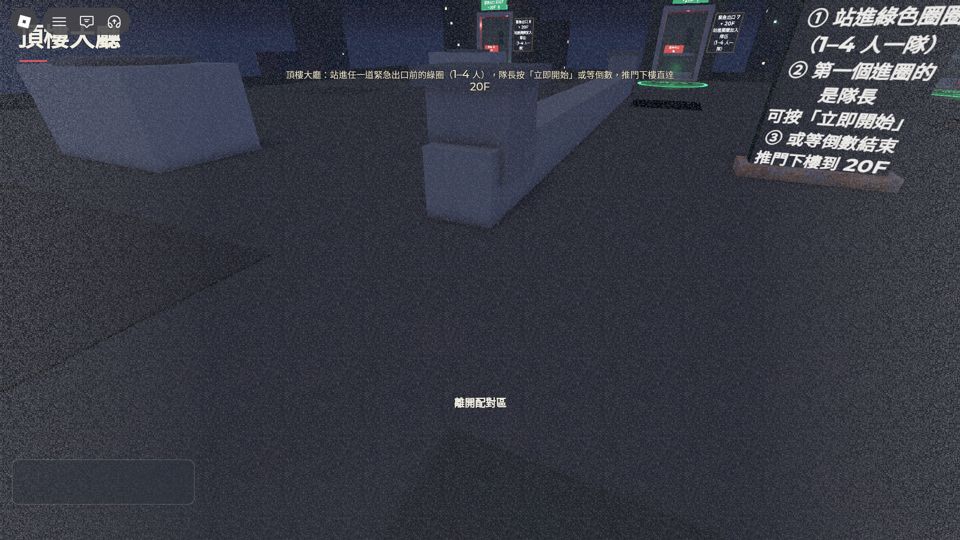 頂樓大廳
頂樓大廳：站進任一道緊急出口前的綠圈（1–4 人），隊長按「立即開始」或等倒數，推門下樓直達
20F
① 站進綠色圈圈
（1–4 人一隊）
② 第一個進圈的
是隊長
可按「立即開始」
③ 或等倒數結束
推門下樓到 20F
離開配對區